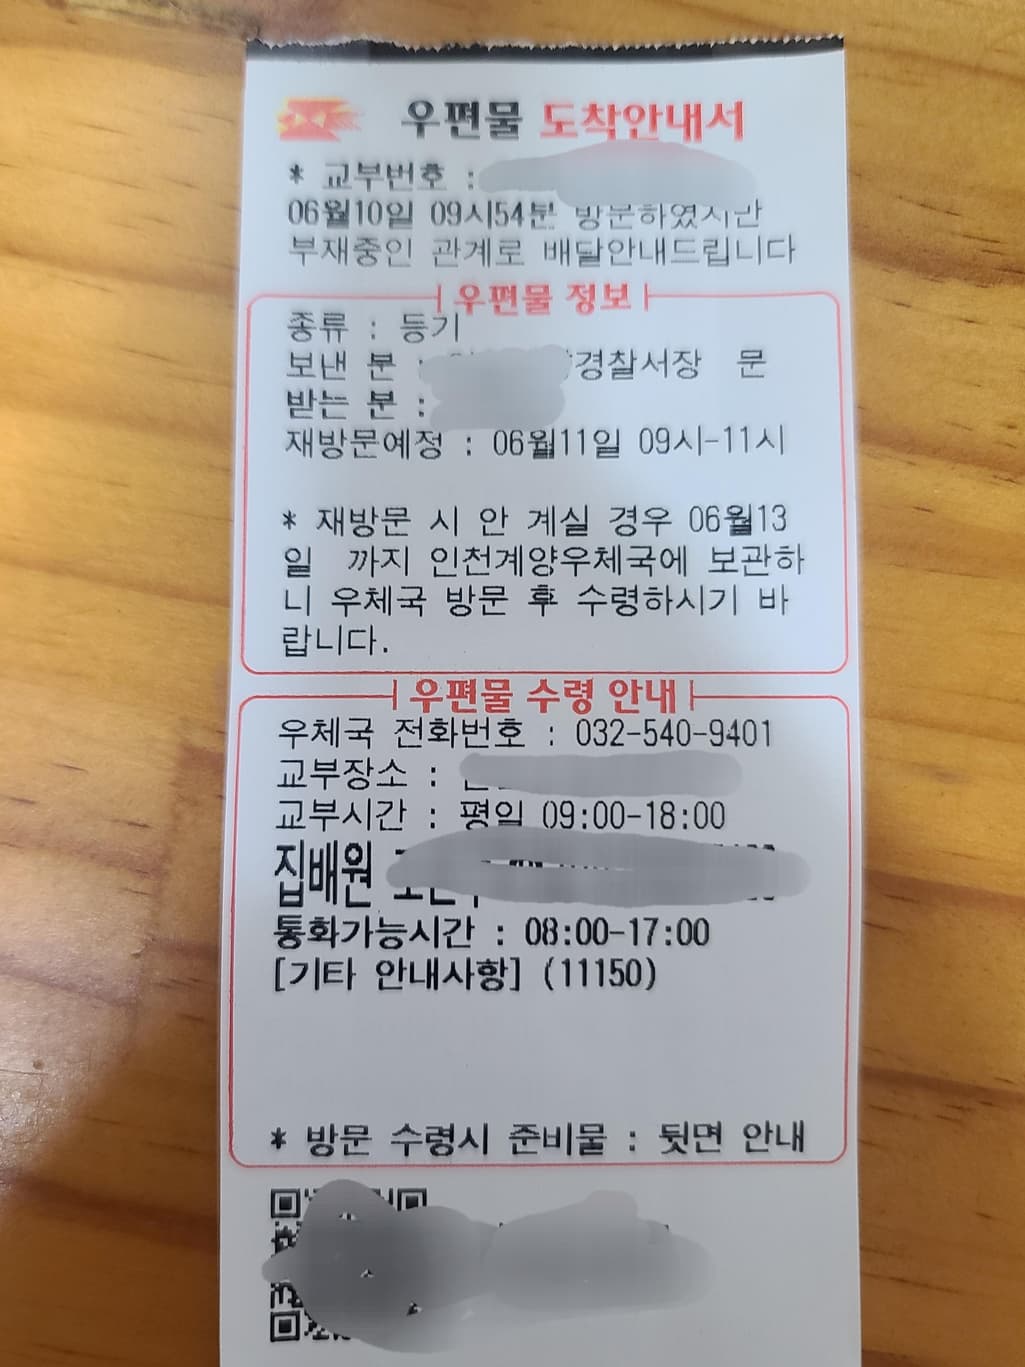 우편물 도착안내서
* 교부번호 :
06월10일 09시54분 방문하였지만
부재중인 관계로 배달안내드립니다
우편물 정보
종류 : 등기
보낸 분 : 경찰서장 문
받는 분 :
재방문예정 : 06월11일 09시-11시
* 재방문 시 안 계실 경우 06월13
일 까지 인천계양우체국에 보관하
니 우체국 방문 후 수령하시기 바
랍니다.
우편물 수령 안내
우체국 전화번호 : 032-540-9401
교부장소 :
교부시간 : 평일 09:00-18:00
집배원
통화가능시간 : 08:00-17:00
[기타 안내사항] (11150)
* 방문 수령시 준비물 : 뒷면 안내